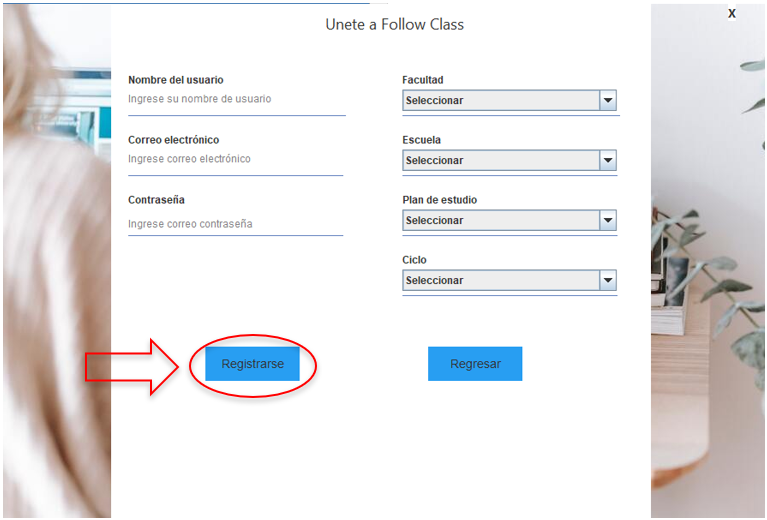 Unete a Follow Class
X
Nombre del usuario
Ingrese su nombre de usuario
Correo electrónico
Ingrese correo electrónico
Contraseña
Ingrese correo contraseña
Facultad
Seleccionar
Escuela
Seleccionar
Plan de estudio
Seleccionar
Ciclo
Seleccionar
Registrarse
Regresar